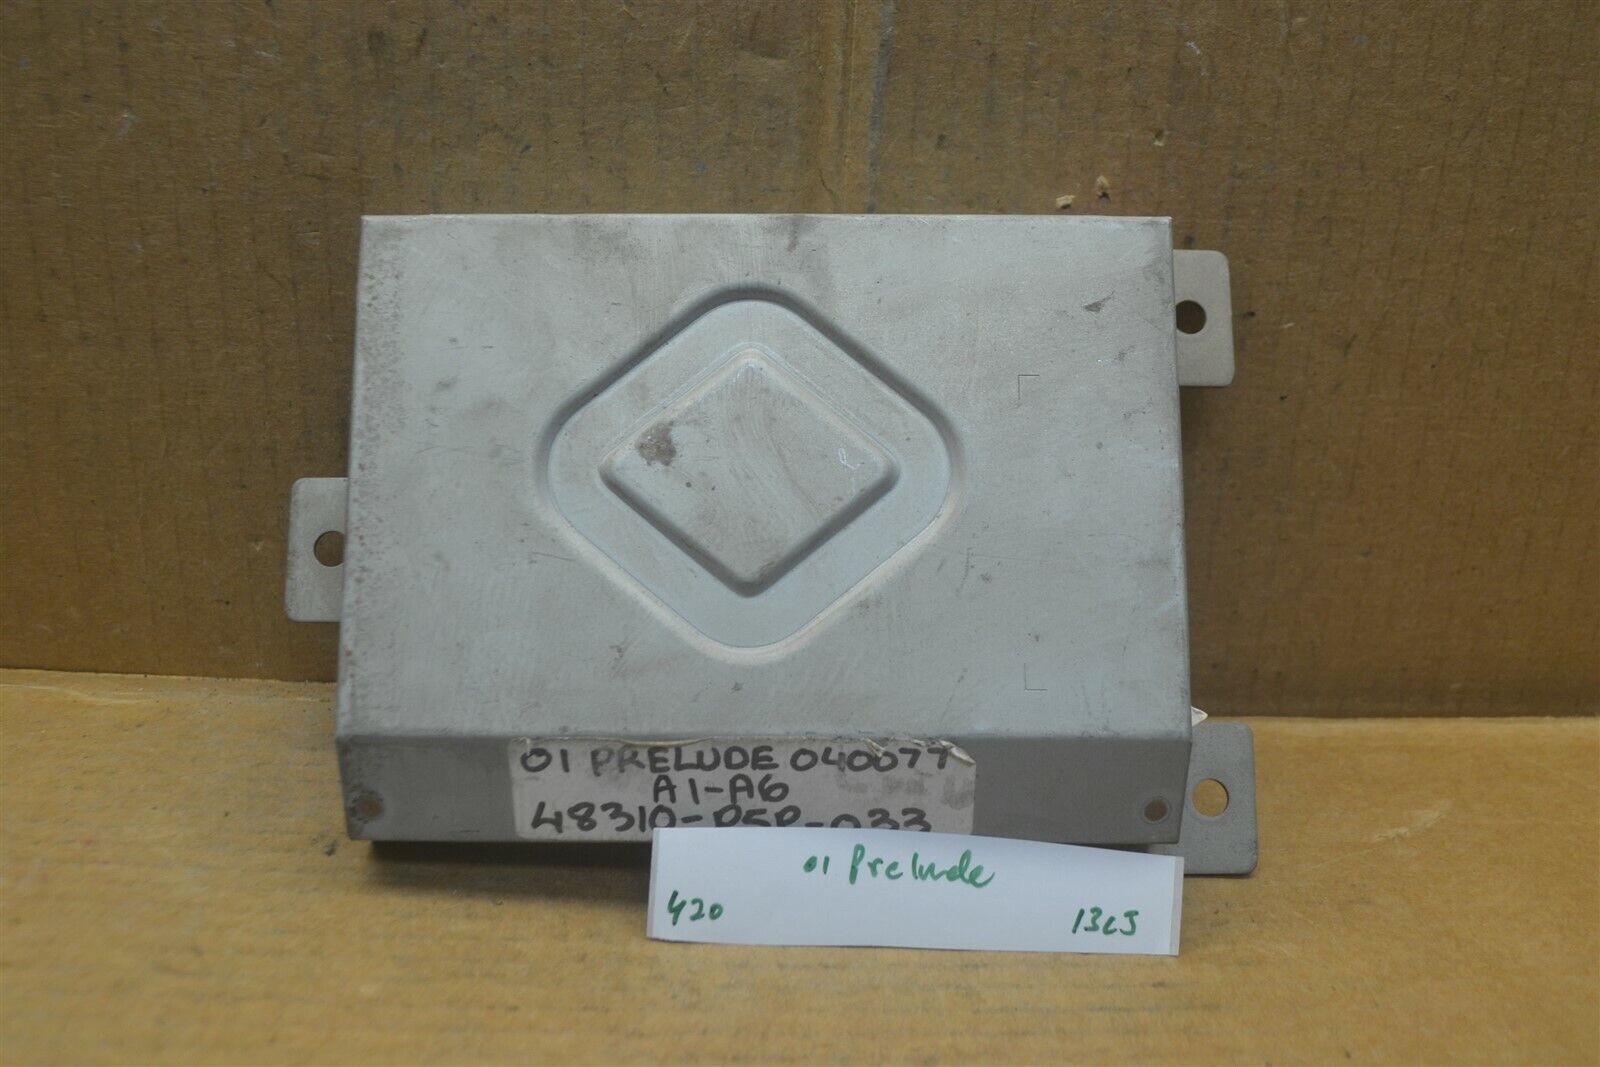 01 PRELUDE 040077
A1-A6
48310-P5P-033
01 Prelude
420
13CJ